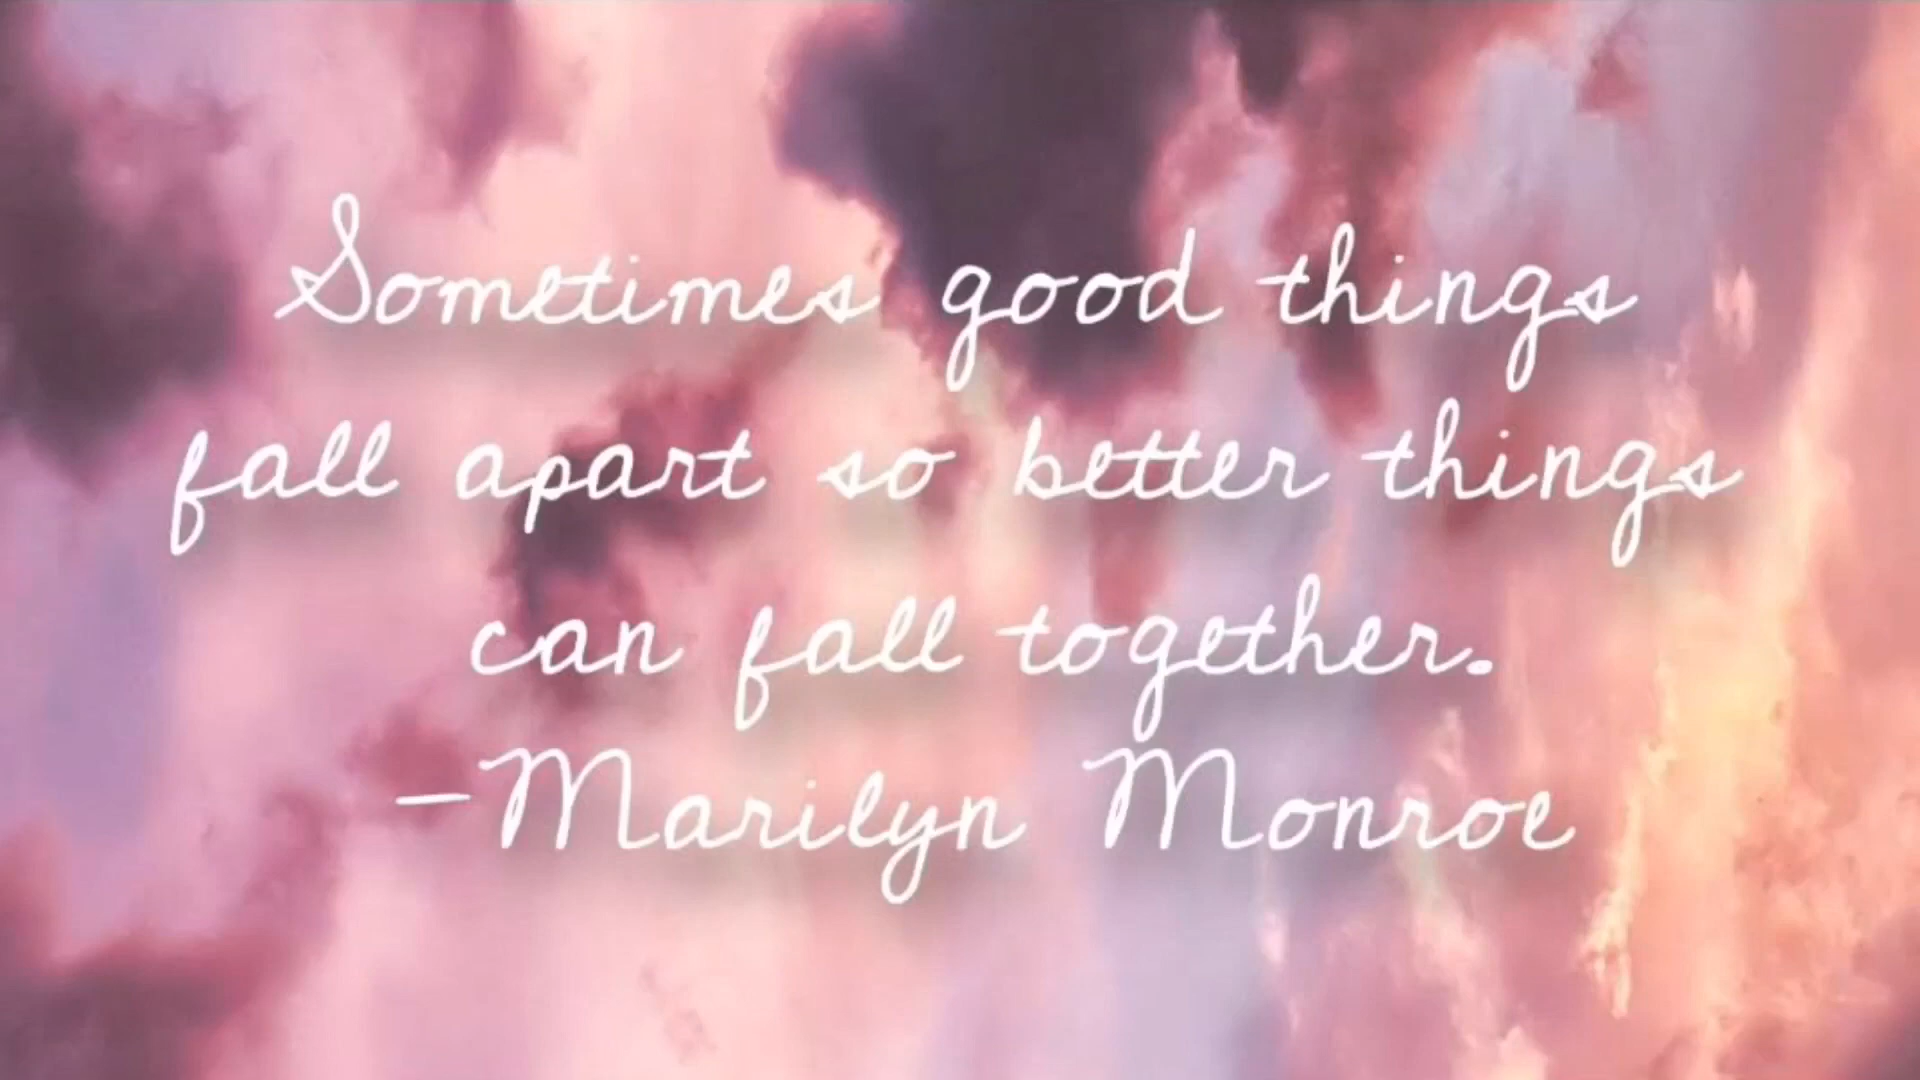 Sometimes good things
fall apart so better things
can fall together.
-Marilyn Monroe